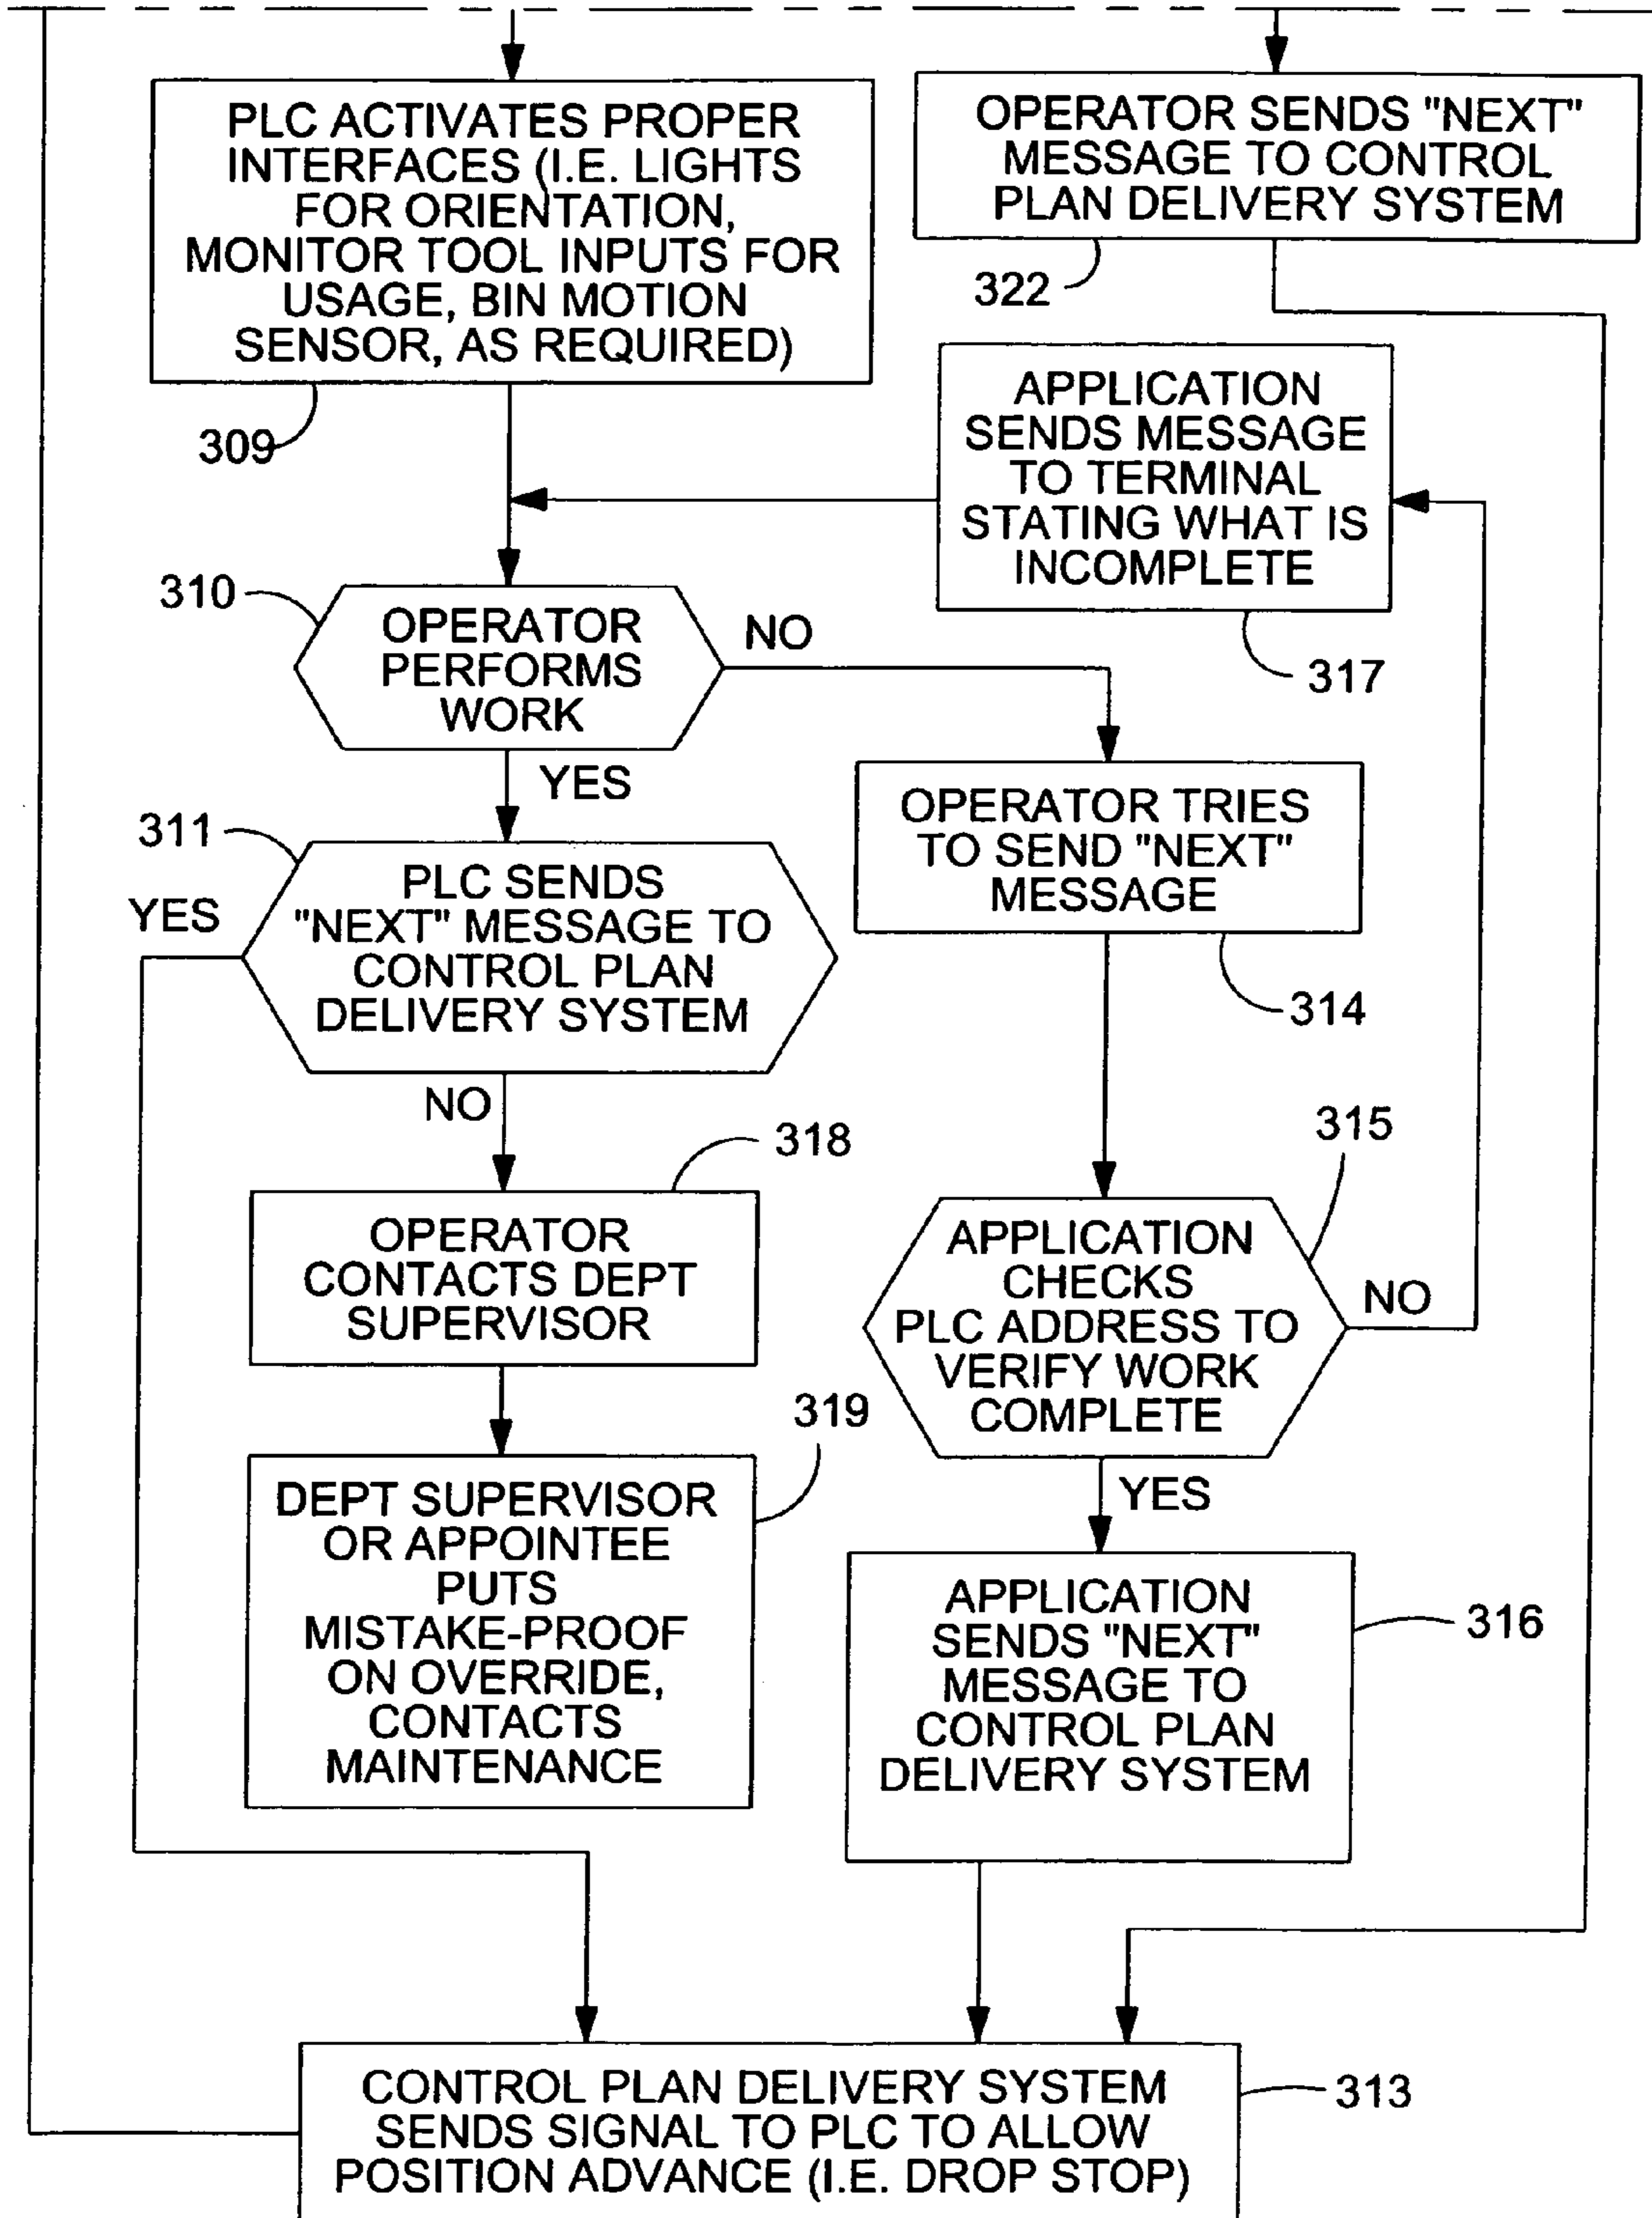 PLC ACTIVATES PROPER
INTERFACES (I.E. LIGHTS
FOR ORIENTATION,
MONITOR TOOL INPUTS FOR
USAGE, BIN MOTION
SENSOR, AS REQUIRED)
309
OPERATOR SENDS "NEXT"
MESSAGE TO CONTROL
PLAN DELIVERY SYSTEM
322
APPLICATION
SENDS MESSAGE
TO TERMINAL
STATING WHAT IS
INCOMPLETE
317
310
OPERATOR
PERFORMS
WORK
NO
YES
OPERATOR TRIES
TO SEND "NEXT"
MESSAGE
314
311
YES
PLC SENDS
"NEXT" MESSAGE TO
CONTROL PLAN
DELIVERY SYSTEM
NO
318
OPERATOR
CONTACTS DEPT
SUPERVISOR
315
APPLICATION
CHECKS
PLC ADDRESS TO
VERIFY WORK
COMPLETE
NO
YES
319
DEPT SUPERVISOR
OR APPOINTEE
PUTS
MISTAKE-PROOF
ON OVERRIDE,
CONTACTS
MAINTENANCE
APPLICATION
SENDS "NEXT"
MESSAGE TO
CONTROL PLAN
DELIVERY SYSTEM
316
CONTROL PLAN DELIVERY SYSTEM
SENDS SIGNAL TO PLC TO ALLOW
POSITION ADVANCE (I.E. DROP STOP)
313